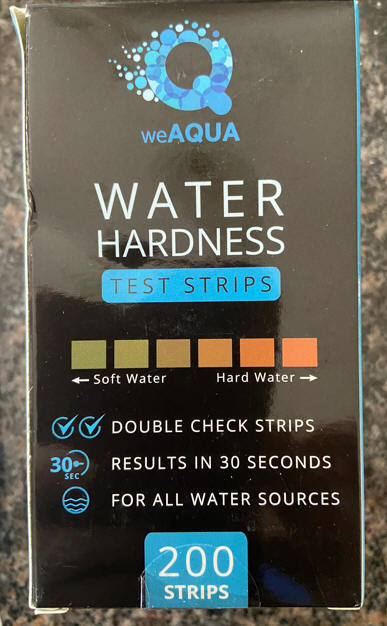 weAQUA
WATER
HARDNESS
TEST STRIPS
← Soft Water Hard Water →
DOUBLE CHECK STRIPS
30 SEC RESULTS IN 30 SECONDS
FOR ALL WATER SOURCES
200
STRIPS